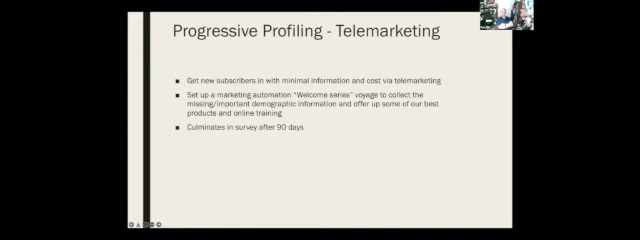 Progressive Profiling - Telemarketing
■ Get new subscribers in with minimal information and cost via telemarketing
■ Set up a marketing automation “Welcome series” voyage to collect the
missing/important demographic information and offer up some of our best
products and online training
■ Culminates in survey after 90 days